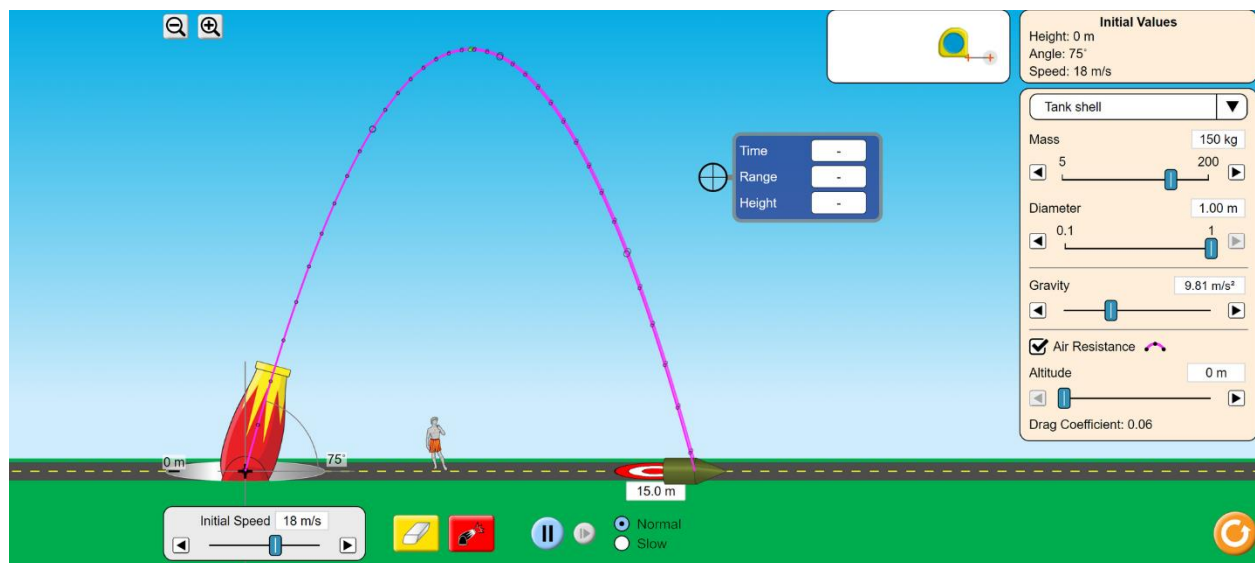 Initial Values
Height: 0 m
Angle: 75°
Speed: 18 m/s
Tank shell
Mass 150 kg
5 200
Diameter 1.00 m
0.1 1
Gravity 9.81 m/s²
Air Resistance
Altitude 0 m
Drag Coefficient: 0.06
Time -
Range -
Height -
0 m
75°
15.0 m
Initial Speed 18 m/s
Normal
Slow